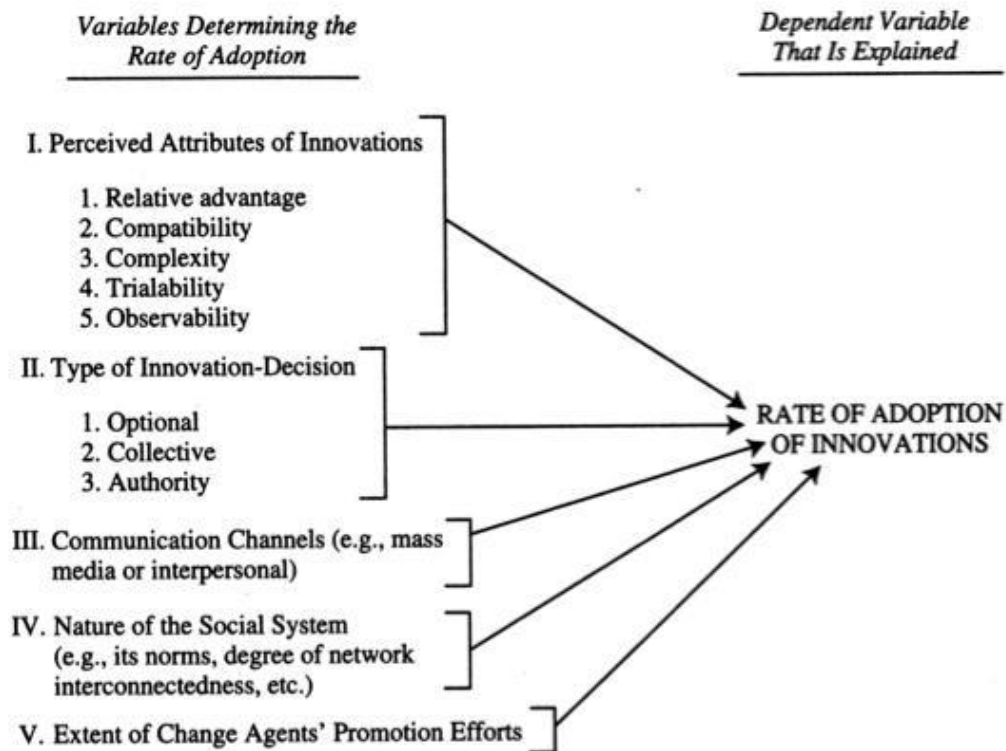 Variables Determining the
Rate of Adoption
Dependent Variable
That Is Explained
I. Perceived Attributes of Innovations
1. Relative advantage
2. Compatibility
3. Complexity
4. Trialability
5. Observability
II. Type of Innovation-Decision
1. Optional
2. Collective
3. Authority
III. Communication Channels (e.g., mass
media or interpersonal)
IV. Nature of the Social System
(e.g., its norms, degree of network
interconnectedness, etc.)
V. Extent of Change Agents' Promotion Efforts
RATE OF ADOPTION
OF INNOVATIONS